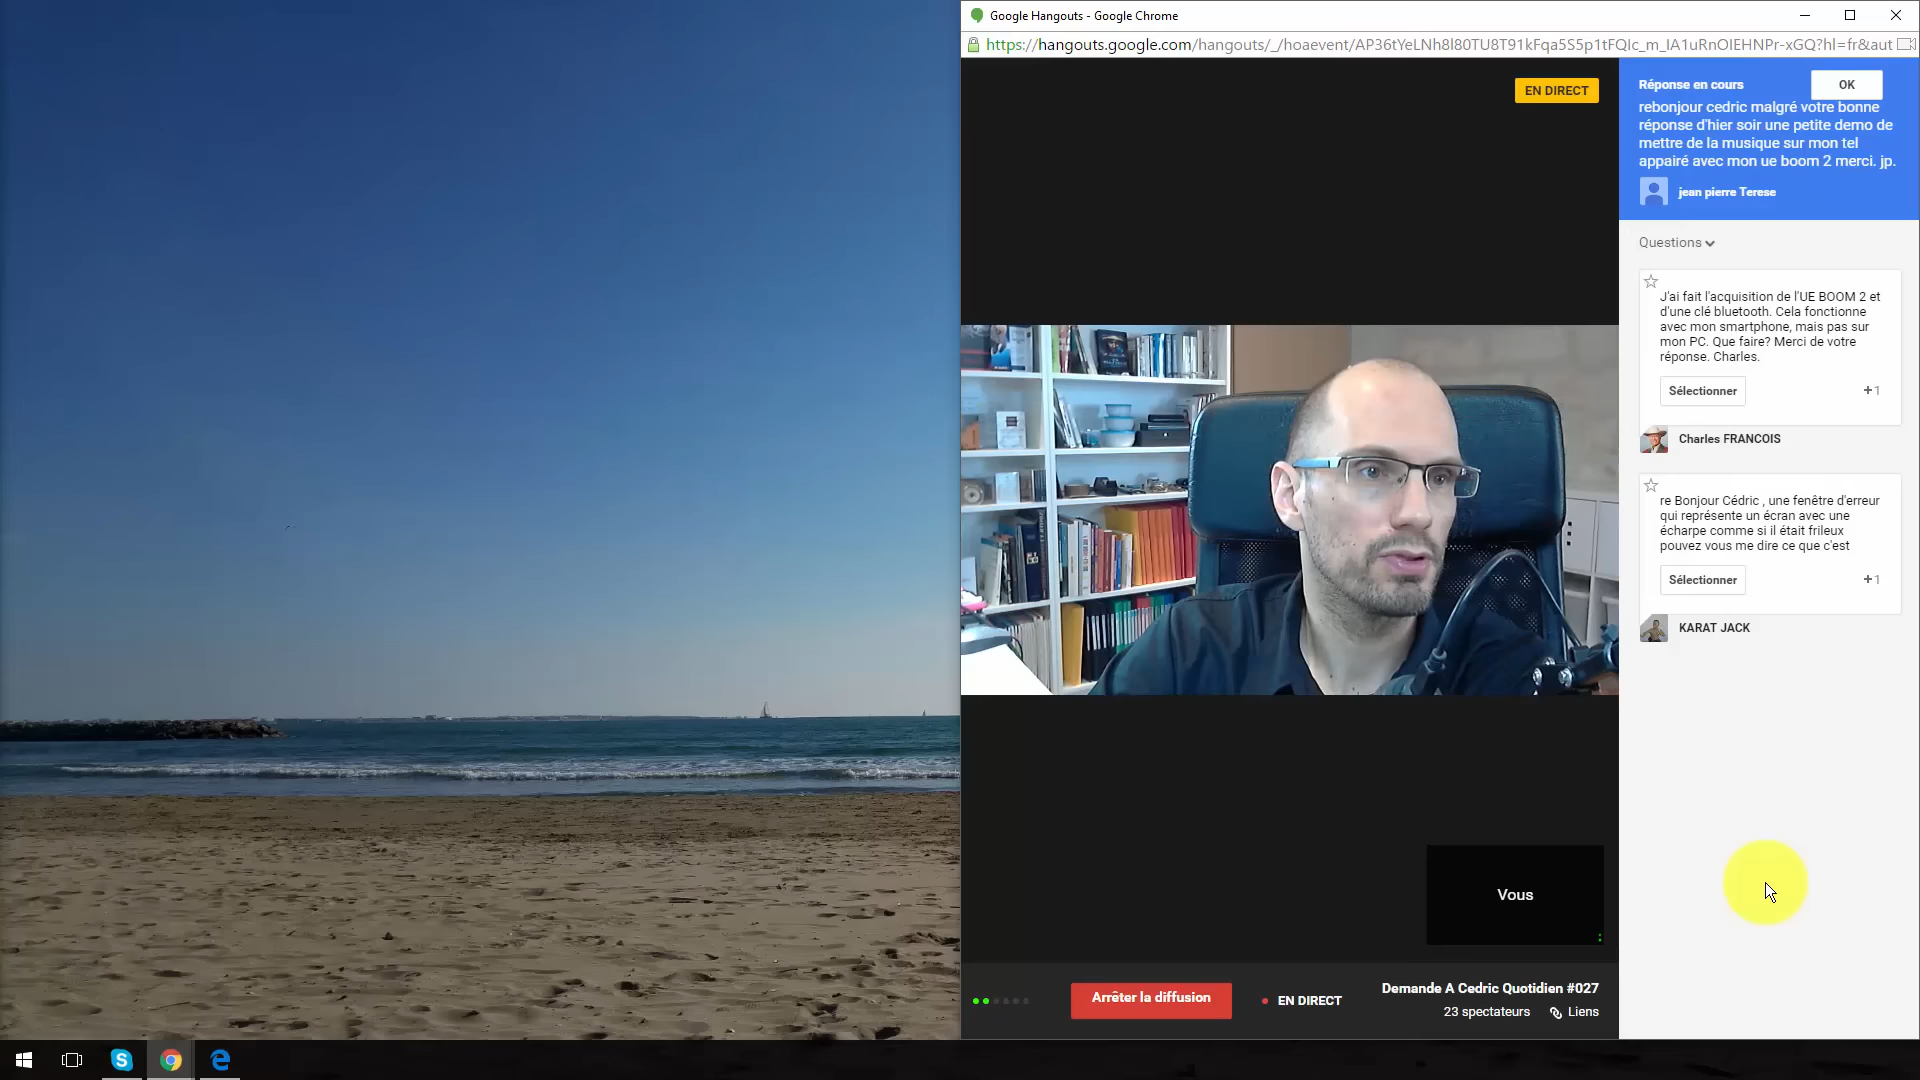 Google Hangouts - Google Chrome
https://hangouts.google.com/hangouts/_/hoaevent/AP36tYeLNh8l80TU8T91kFqa5S5p1tFQIc_m_IA1uRnOIEHNPr-xGQ?hl=fr&aut
EN DIRECT
Réponse en cours
OK
rebonjour cedric malgré votre bonne
réponse d'hier soir une petite demo de
mettre de la musique sur mon tel
appairé avec mon ue boom 2 merci. jp.
jean pierre Terese
Questions
J'ai fait l'acquisition de l'UE BOOM 2 et
d'une clé bluetooth. Cela fonctionne
avec mon smartphone, mais pas sur
mon PC. Que faire? Merci de votre
réponse. Charles.
Sélectionner
+1
Charles FRANCOIS
re Bonjour Cédric , une fenêtre d'erreur
qui représente un écran avec une
écharpe comme si il était frileux
pouvez vous me dire ce que c'est
Sélectionner
+1
KARAT JACK
Vous
Arrêter la diffusion
EN DIRECT
Demande A Cedric Quotidien #027
23 spectateurs
Liens